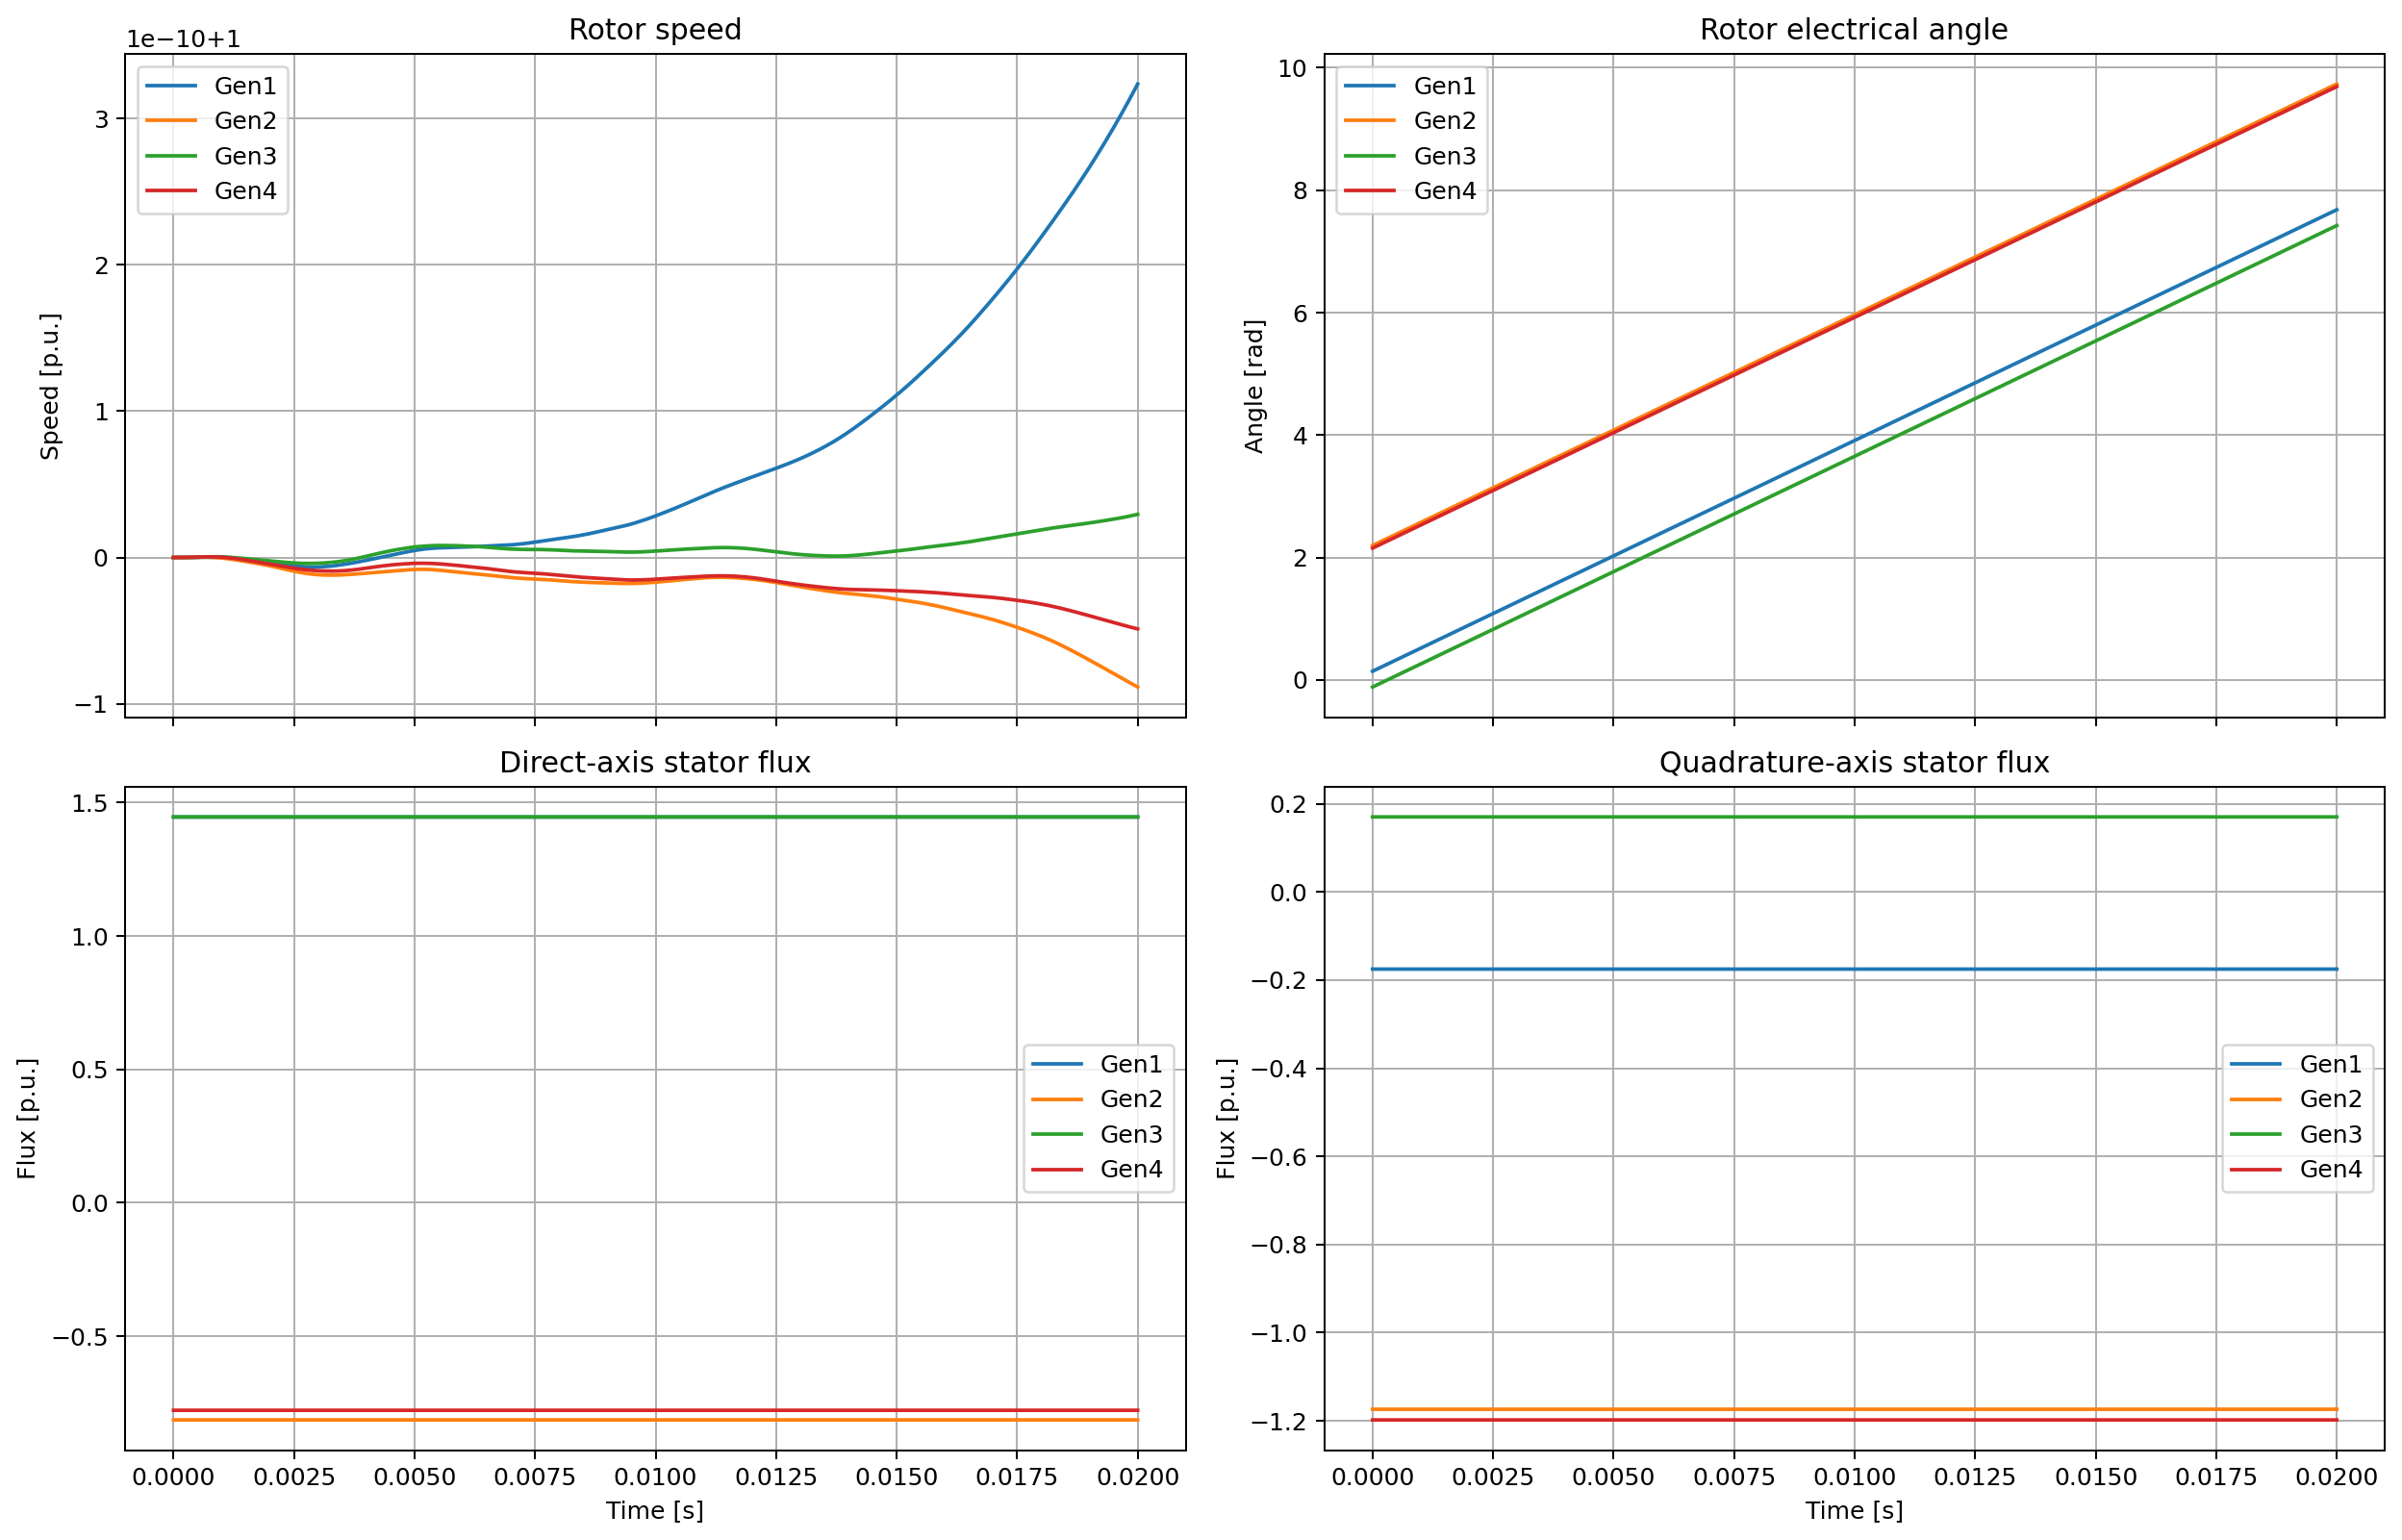 Rotor speed
1e−10+1
Speed [p.u.]
3
2
1
0
−1
Gen1
Gen2
Gen3
Gen4
Rotor electrical angle
Angle [rad]
10
8
6
4
2
0
Gen1
Gen2
Gen3
Gen4
Direct-axis stator flux
Flux [p.u.]
1.5
1.0
0.5
0.0
−0.5
Gen1
Gen2
Gen3
Gen4
0.0000 0.0025 0.0050 0.0075 0.0100 0.0125 0.0150 0.0175 0.0200
Time [s]
Quadrature-axis stator flux
Flux [p.u.]
0.2
0.0
−0.2
−0.4
−0.6
−0.8
−1.0
−1.2
Gen1
Gen2
Gen3
Gen4
0.0000 0.0025 0.0050 0.0075 0.0100 0.0125 0.0150 0.0175 0.0200
Time [s]